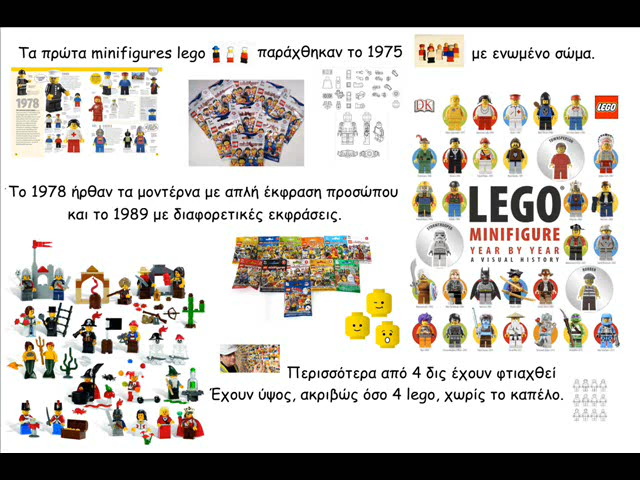 Τα πρώτα minifigures lego παράχθηκαν το 1975 με ενωμένο σώμα.
1978
DK
LEGO
Το 1978 ήρθαν τα μοντέρνα με απλή έκφραση προσώπου
και το 1989 με διαφορετικές εκφράσεις.
LEGO®
MINIFIGURE
YEAR BY YEAR
A VISUAL HISTORY
Περισσότερα από 4 δις έχουν φτιαχθεί
Έχουν ύψος, ακριβώς όσο 4 lego, χωρίς το καπέλο.